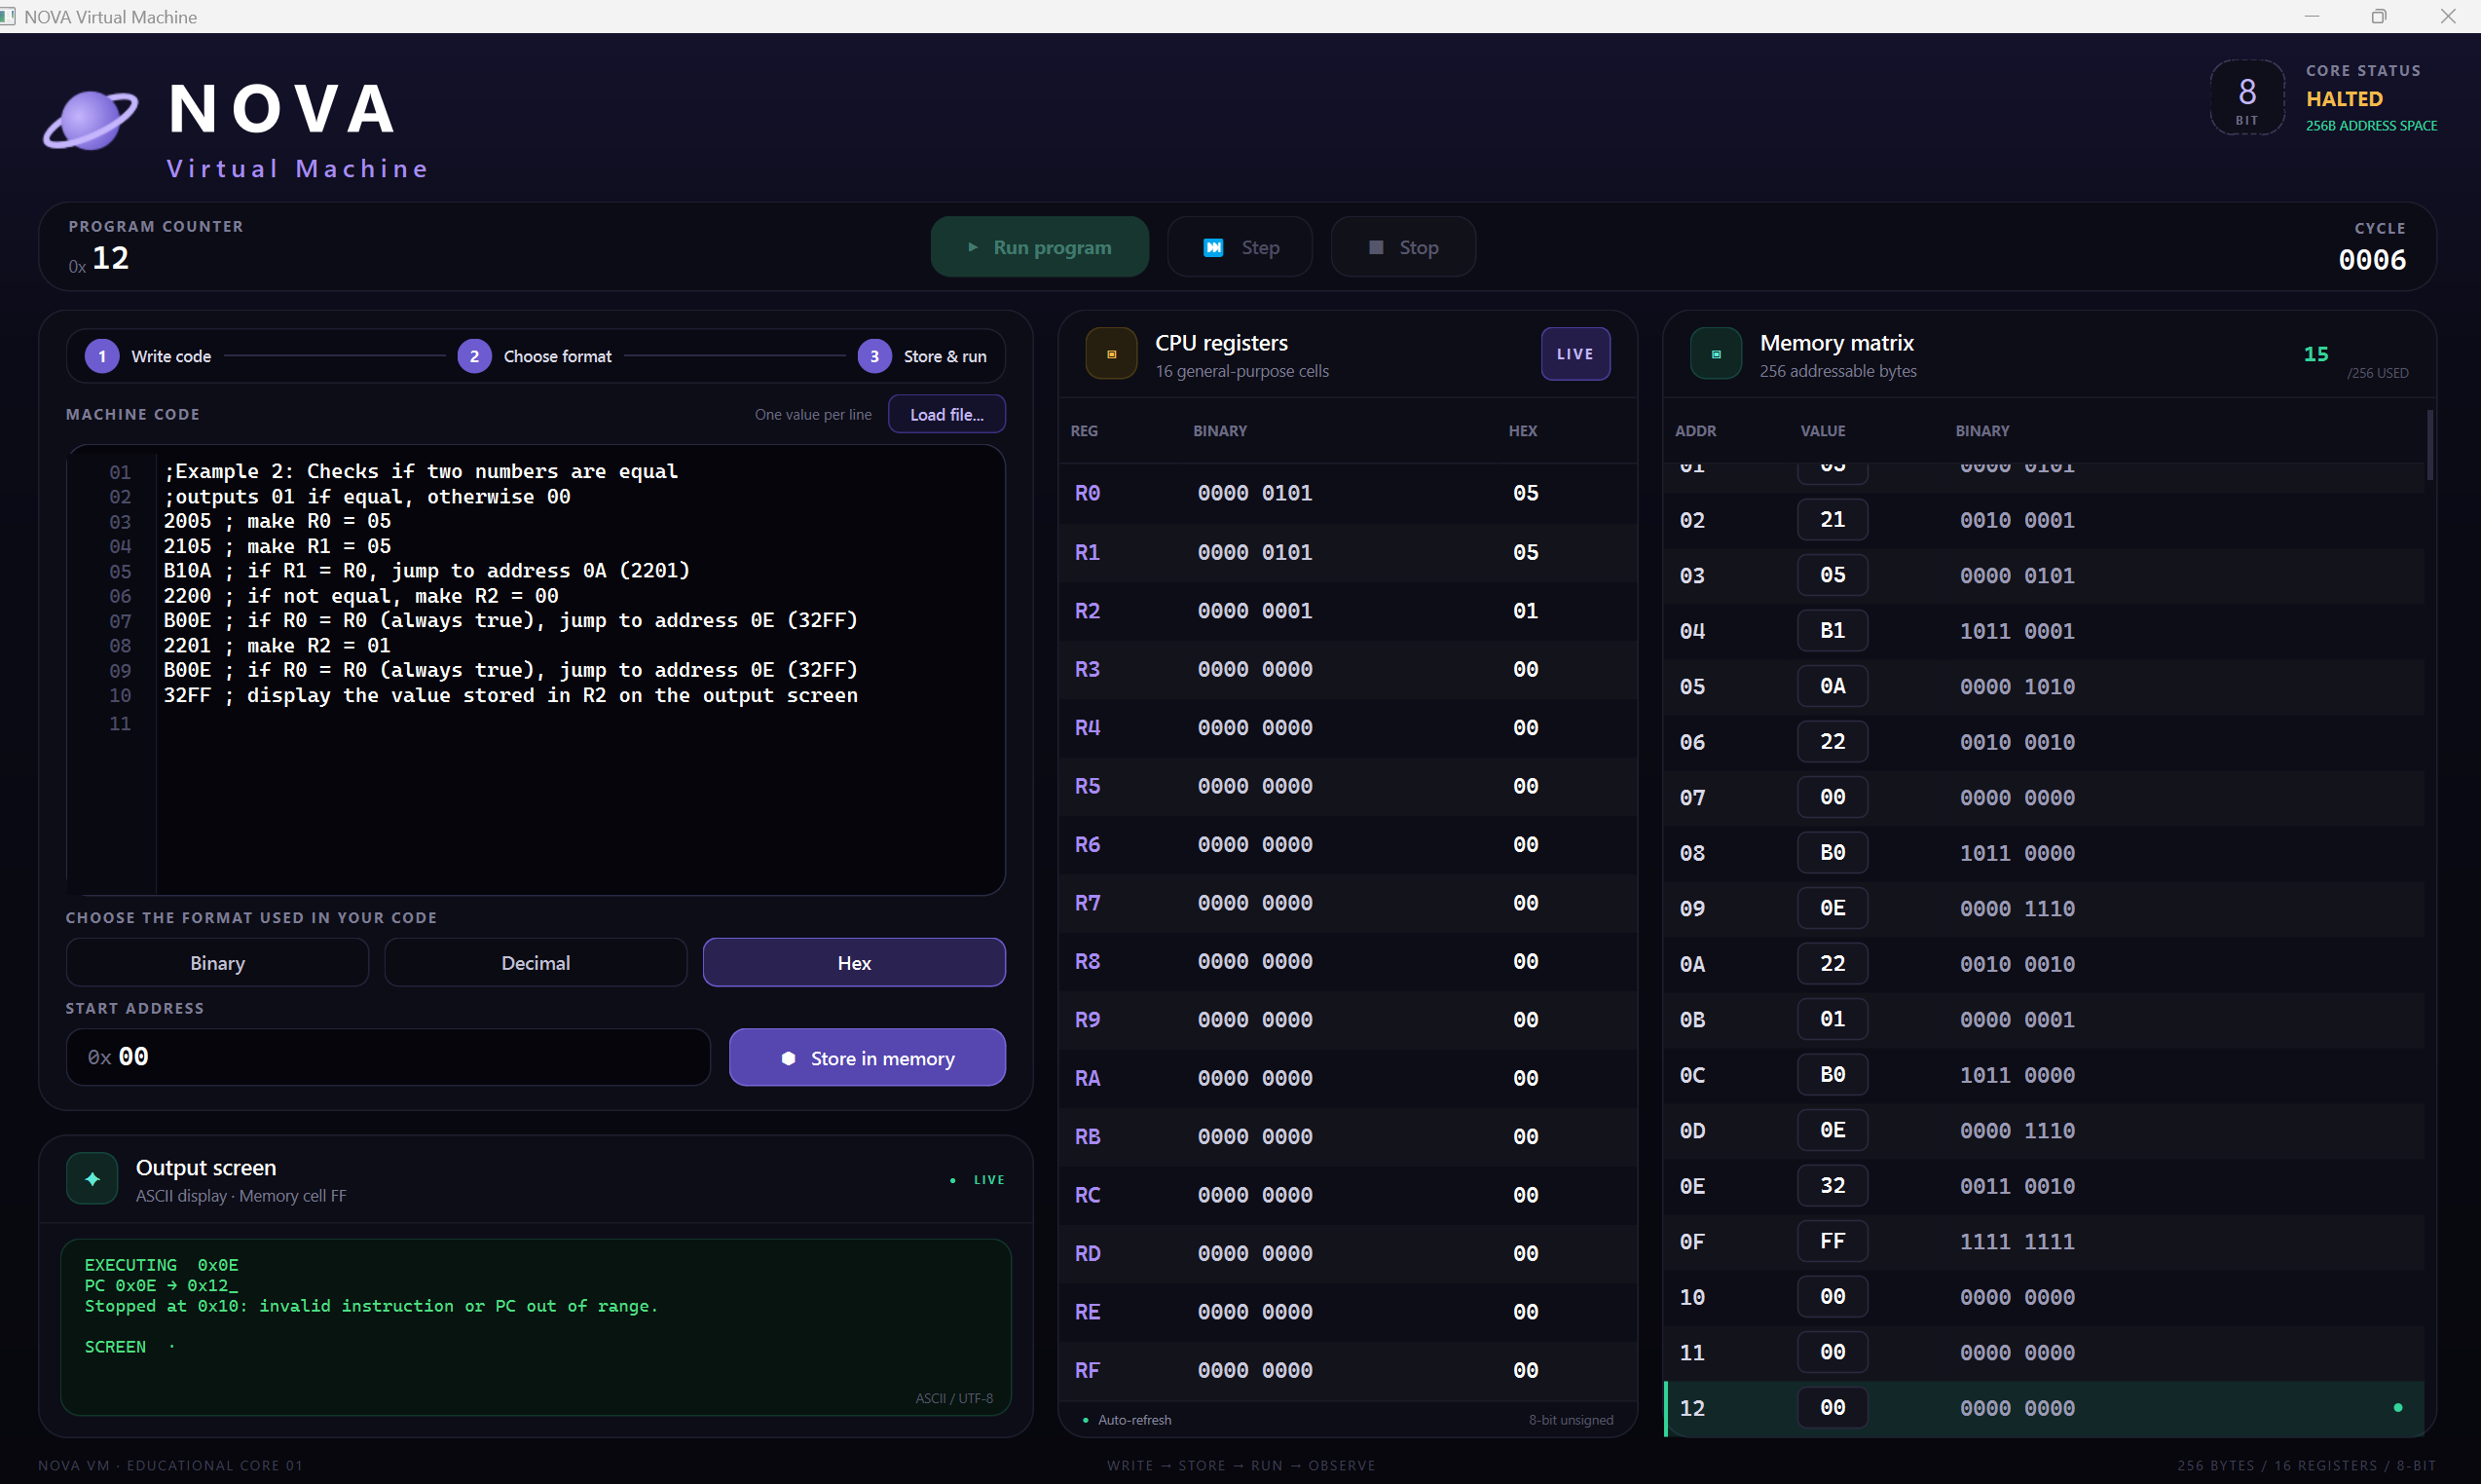 NOVA Virtual Machine
NOVA
Virtual Machine
8
BIT
CORE STATUS
HALTED
256B ADDRESS SPACE
PROGRAM COUNTER
0x 12
Run program
Step
Stop
CYCLE
0006
1 Write code
2 Choose format
3 Store & run
MACHINE CODE
One value per line
Load file...
01 ;Example 2: Checks if two numbers are equal
02 ;outputs 01 if equal, otherwise 00
03 2005 ; make R0 = 05
04 2105 ; make R1 = 05
05 B10A ; if R1 = R0, jump to address 0A (2201)
06 2200 ; if not equal, make R2 = 00
07 B00E ; if R0 = R0 (always true), jump to address 0E (32FF)
08 2201 ; make R2 = 01
09 B00E ; if R0 = R0 (always true), jump to address 0E (32FF)
10 32FF ; display the value stored in R2 on the output screen
11
CHOOSE THE FORMAT USED IN YOUR CODE
Binary
Decimal
Hex
START ADDRESS
0x 00
Store in memory
Output screen
ASCII display · Memory cell FF
• LIVE
EXECUTING 0x0E
PC 0x0E → 0x12_
Stopped at 0x10: invalid instruction or PC out of range.
SCREEN ·
ASCII / UTF-8
CPU registers
16 general-purpose cells
LIVE
REG BINARY HEX
R0 0000 0101 05
R1 0000 0101 05
R2 0000 0001 01
R3 0000 0000 00
R4 0000 0000 00
R5 0000 0000 00
R6 0000 0000 00
R7 0000 0000 00
R8 0000 0000 00
R9 0000 0000 00
RA 0000 0000 00
RB 0000 0000 00
RC 0000 0000 00
RD 0000 0000 00
RE 0000 0000 00
RF 0000 0000 00
• Auto-refresh
8-bit unsigned
Memory matrix
256 addressable bytes
15 /256 USED
ADDR VALUE BINARY
01 05 0000 0101
02 21 0010 0001
03 05 0000 0101
04 B1 1011 0001
05 0A 0000 1010
06 22 0010 0010
07 00 0000 0000
08 B0 1011 0000
09 0E 0000 1110
0A 22 0010 0010
0B 01 0000 0001
0C B0 1011 0000
0D 0E 0000 1110
0E 32 0011 0010
0F FF 1111 1111
10 00 0000 0000
11 00 0000 0000
12 00 0000 0000
NOVA VM · EDUCATIONAL CORE 01
WRITE → STORE → RUN → OBSERVE
256 BYTES / 16 REGISTERS / 8-BIT